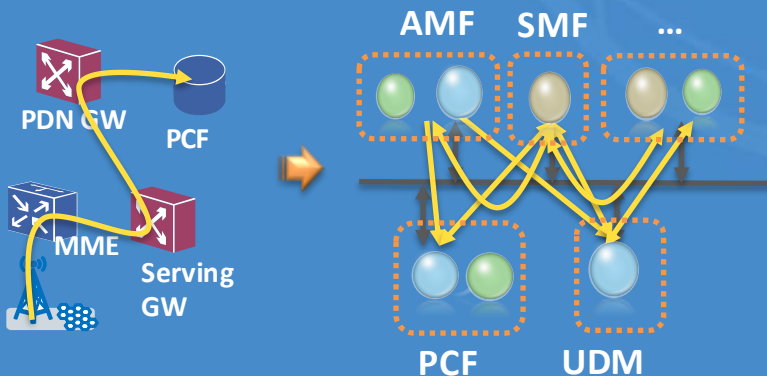 AMF SMF ...
PDN GW
PCF
MME
Serving
GW
PCF UDM